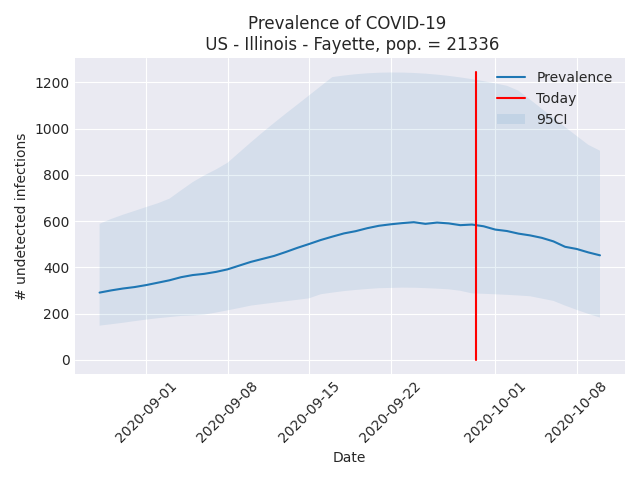 Prevalence of COVID-19
US - Illinois - Fayette, pop. = 21336
Prevalence
Today
95CI
# undetected infections
1200
1000
800
600
400
200
0
2020-09-01
2020-09-08
2020-09-15
2020-09-22
2020-10-01
2020-10-08
Date